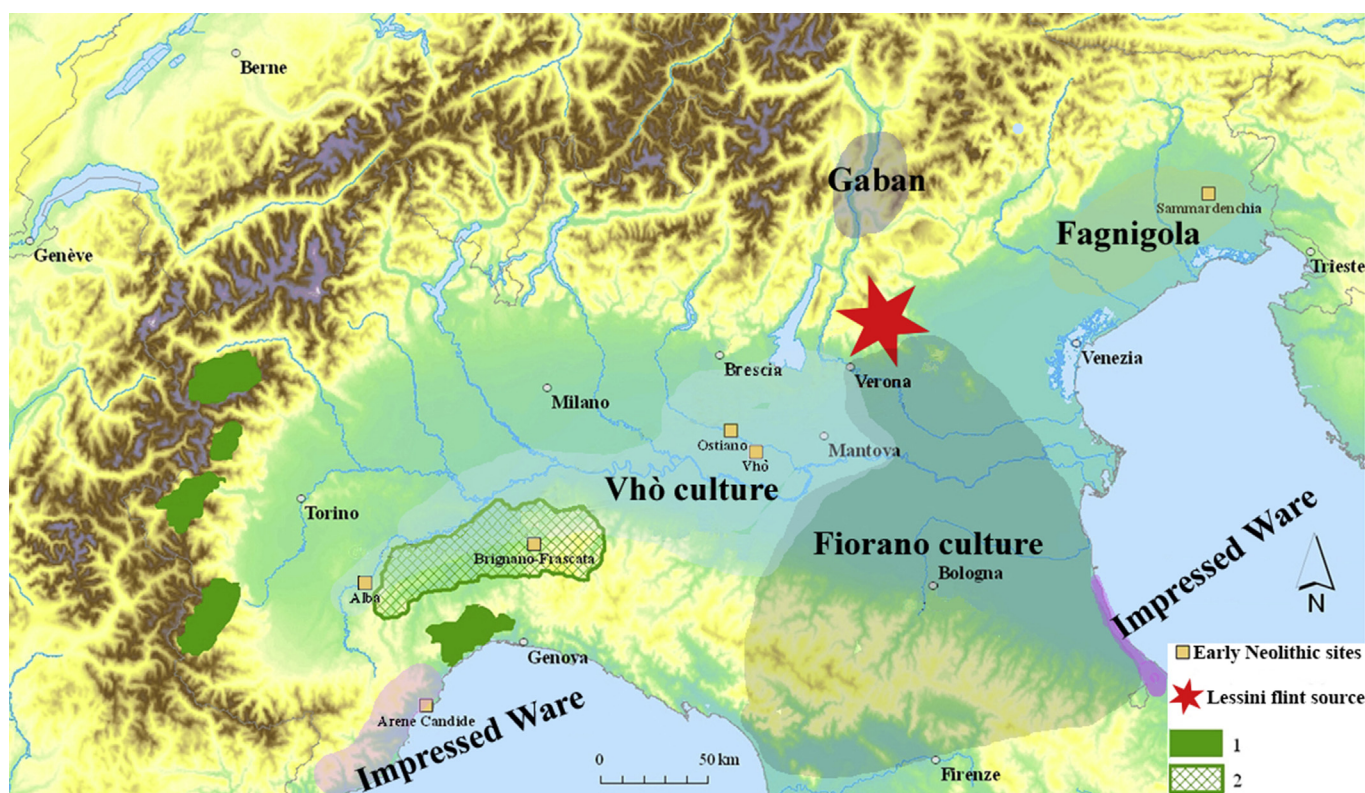 Berne
Gaban
Sammardenchia
Fagnigola
Genève
Trieste
Venezia
Brescia
Verona
Milano
Ostiano
Mantova
Vhò
Vhò culture
Torino
Impressed Ware
Fiorano culture
Brignano-Frascata
Bologna
Alba
N
Genova
Early Neolithic sites
Lessini flint source
Arene Candide
Impressed Ware
1
0 50 km
Firenze
2